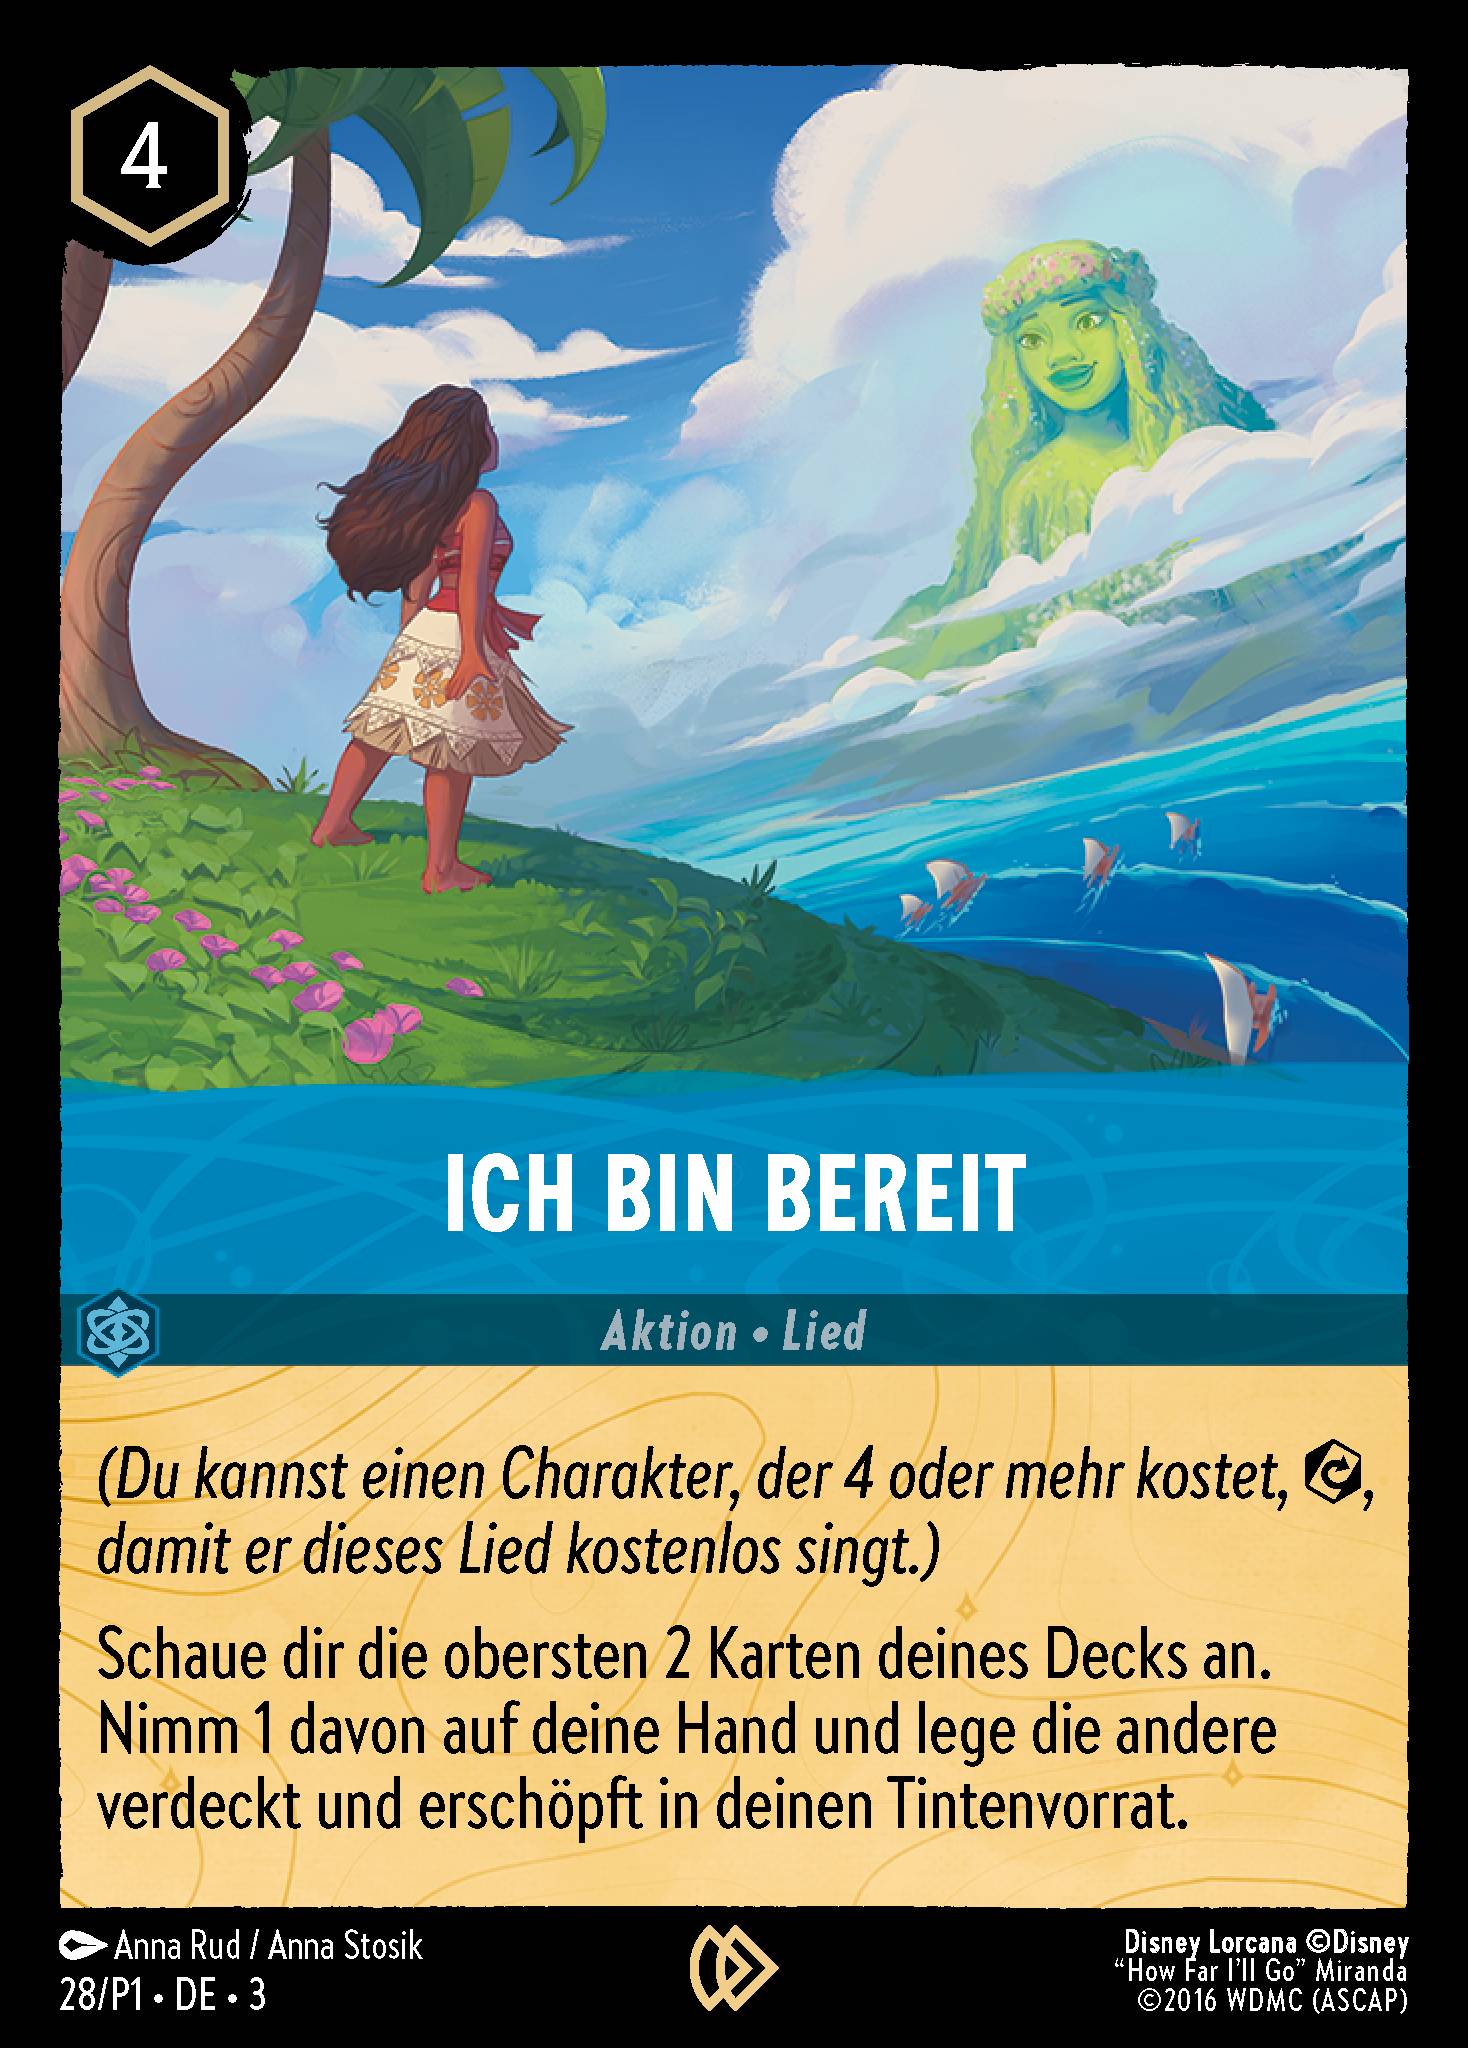 4
ICH BIN BEREIT
Aktion • Lied
(Du kannst einen Charakter, der 4 oder mehr kostet, ,
damit er dieses Lied kostenlos singt.)
Schaue dir die obersten 2 Karten deines Decks an.
Nimm 1 davon auf deine Hand und lege die andere
verdeckt und erschöpft in deinen Tintenvorrat.
Anna Rud / Anna Stosik
28/P1 • DE • 3
Disney Lorcana ©Disney
“How Far I’ll Go” Miranda
©2016 WDMC (ASCAP)